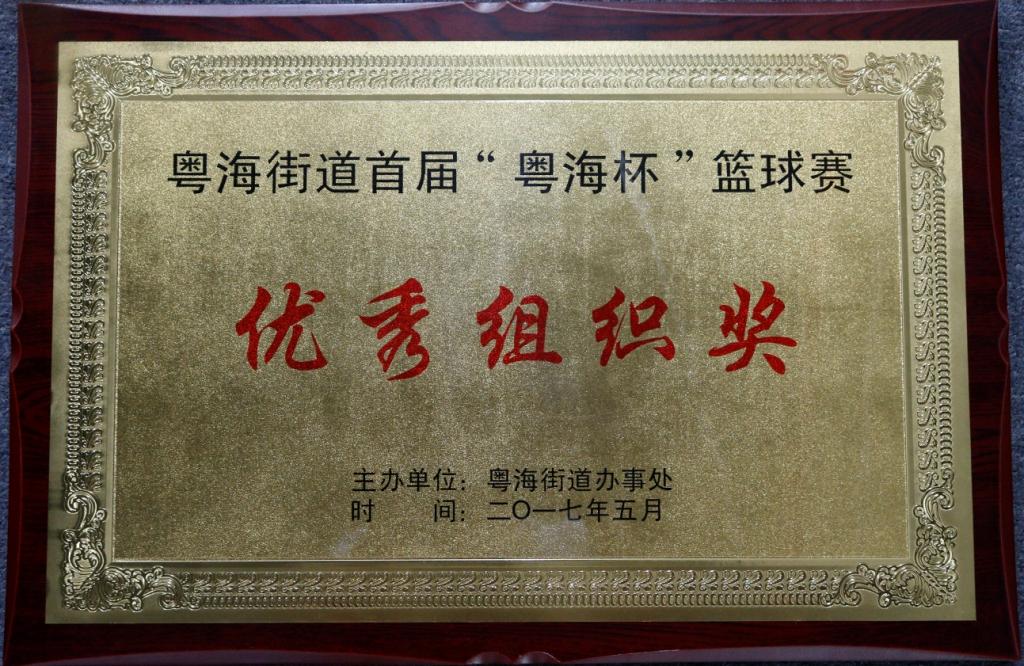 粤海街道首届“粤海杯”篮球赛
优秀组织奖
主办单位：粤海街道办事处
时　　间：二〇一七年五月